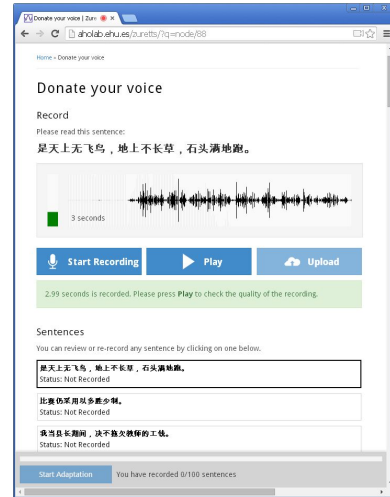 Donate your voice | Zure
aholab.ehu.es/zuretts/?q=node/88
Home » Donate your voice
Donate your voice
Record
Please read this sentence:
是天上无飞鸟，地上不长草，石头满地跑。
3 seconds
Start Recording
Play
Upload
2.99 seconds is recorded. Please press Play to check the quality of the recording.
Sentences
You can review or re-record any sentence by clicking on one below.
是天上无飞鸟，地上不长草，石头满地跑。
Status: Not Recorded
比赛仍采用以多胜少制。
Status: Not Recorded
我当县长期间，决不拖欠教师的工钱。
Status: Not Recorded
Start Adaptation
You have recorded 0/100 sentences